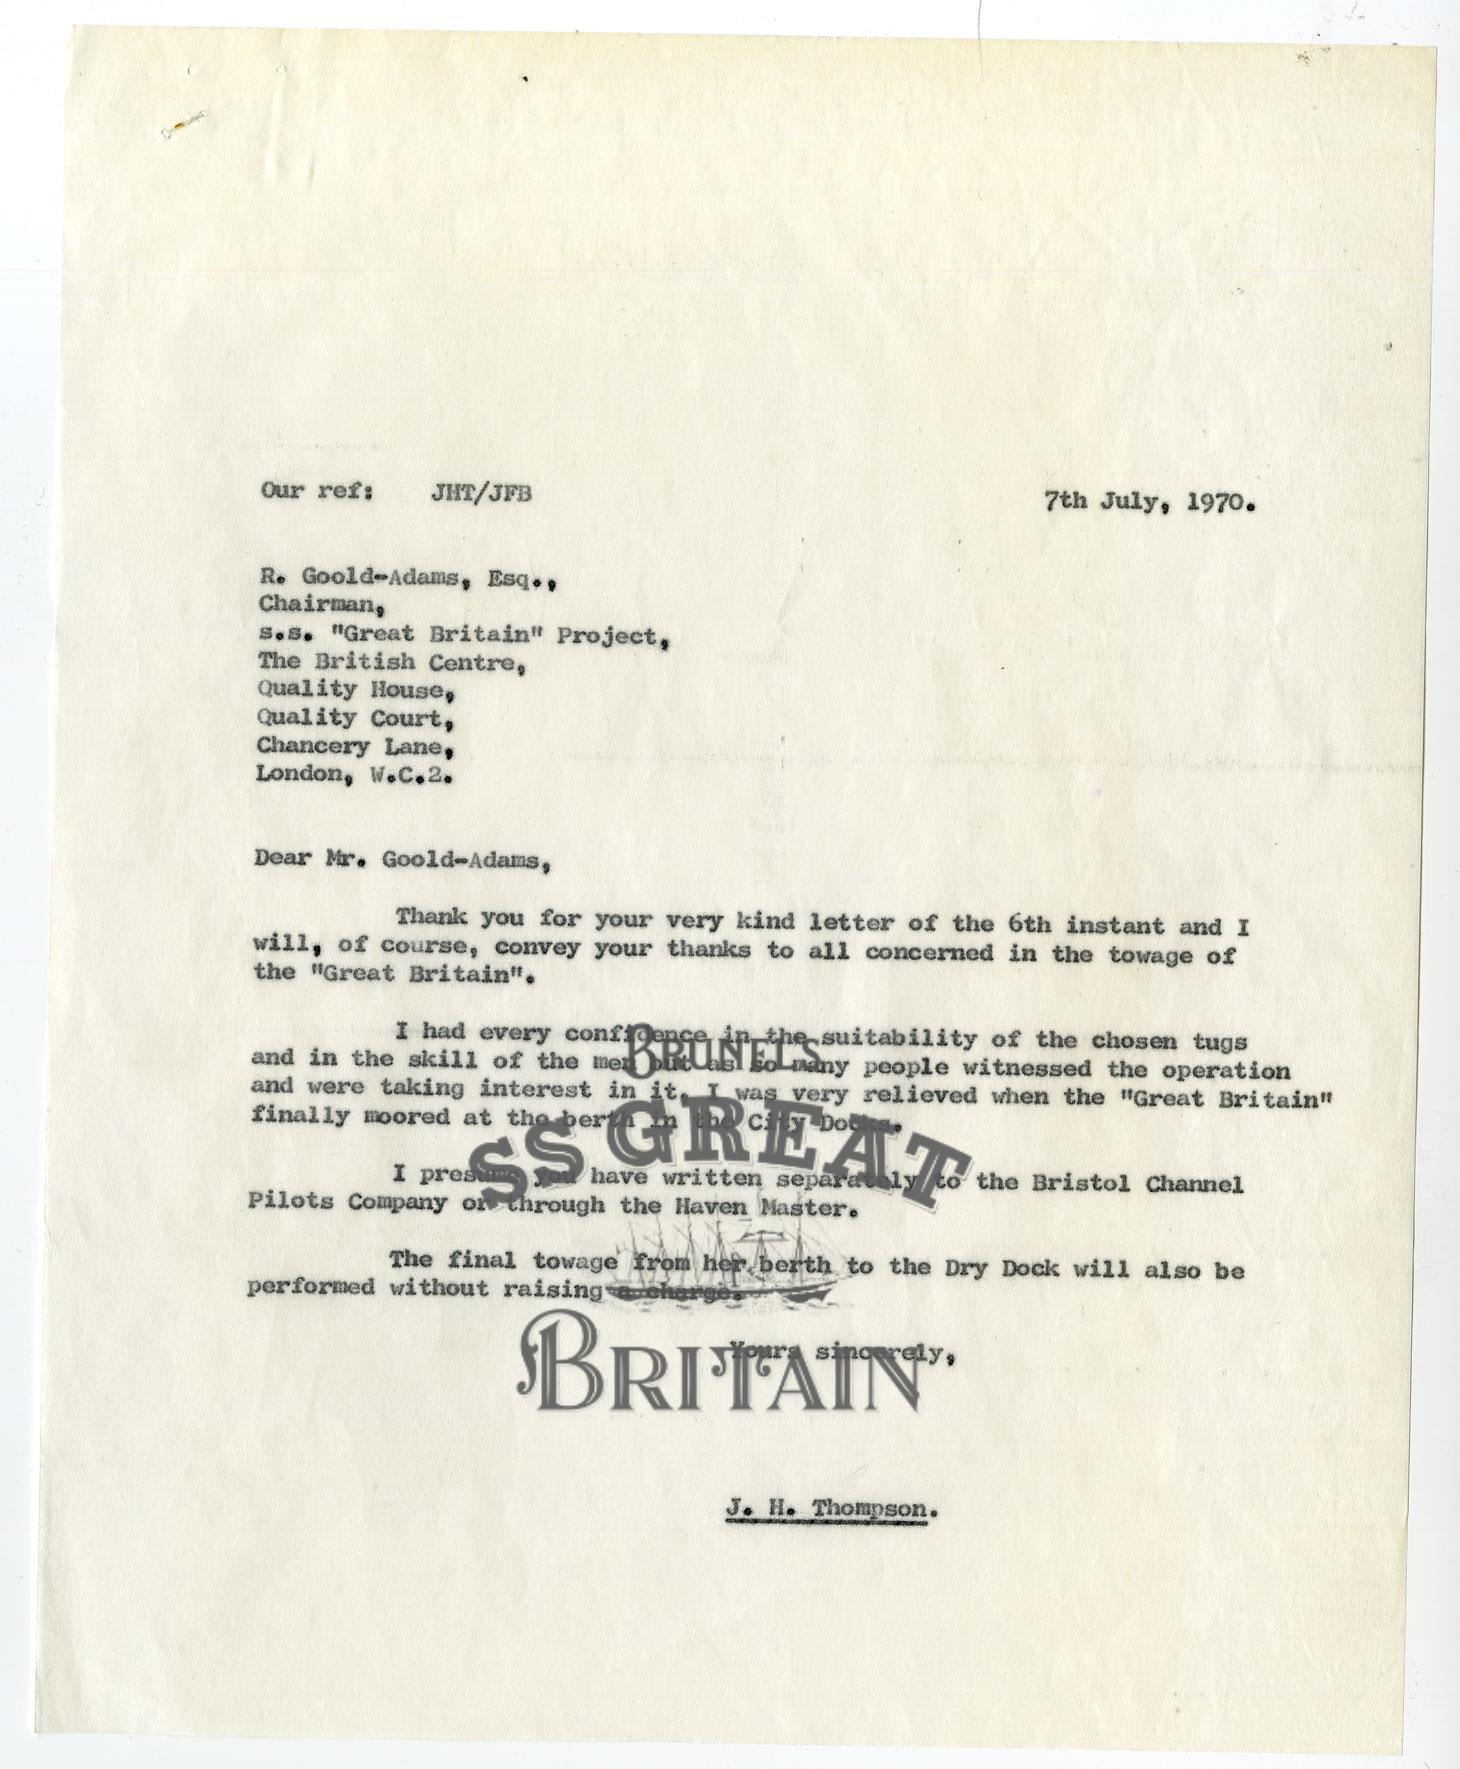 Our ref: JHT/JFB
7th July, 1970.
R. Goold-Adams, Esq.,
Chairman,
s.s. "Great Britain" Project,
The British Centre,
Quality House,
Quality Court,
Chancery Lane,
London, W.C.2.
Dear Mr. Goold-Adams,
Thank you for your very kind letter of the 6th instant and I
will, of course, convey your thanks to all concerned in the towage of
the "Great Britain".
I had every confidence in the suitability of the chosen tugs
and in the skill of the men but as so many people witnessed the operation
and were taking interest in it, I was very relieved when the "Great Britain"
finally moored at the berth in the City Docks.
I presume you have written separately to the Bristol Channel
Pilots Company or through the Haven Master.
The final towage from her berth to the Dry Dock will also be
performed without raising a charge.
Yours sincerely,
J. H. Thompson.
BRUNEL'S
SS GREAT
BRITAIN